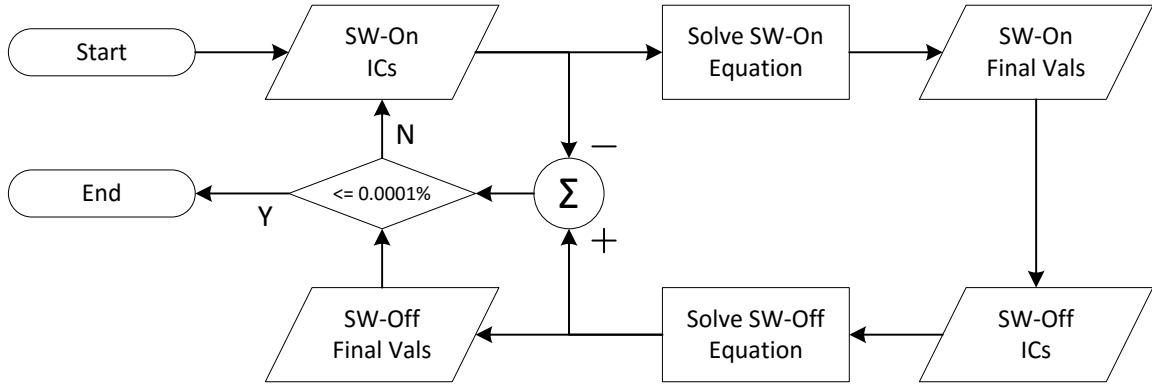 Start
SW-On
ICs
Solve SW-On
Equation
SW-On
Final Vals
N
−
End
Y
<= 0.0001%
Σ
+
SW-Off
Final Vals
Solve SW-Off
Equation
SW-Off
ICs